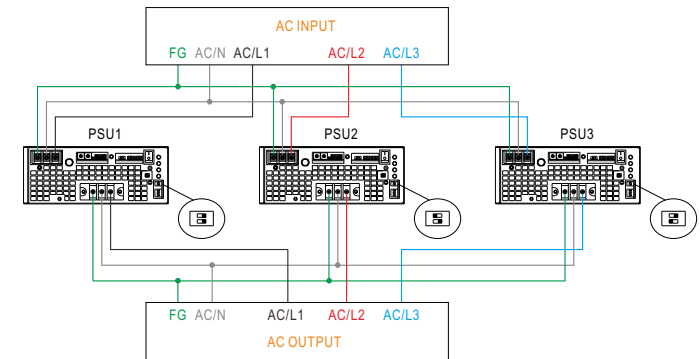 AC INPUT
FG AC/N AC/L1 AC/L2 AC/L3
PSU1 PSU2 PSU3
FG AC/N AC/L1 AC/L2 AC/L3
AC OUTPUT